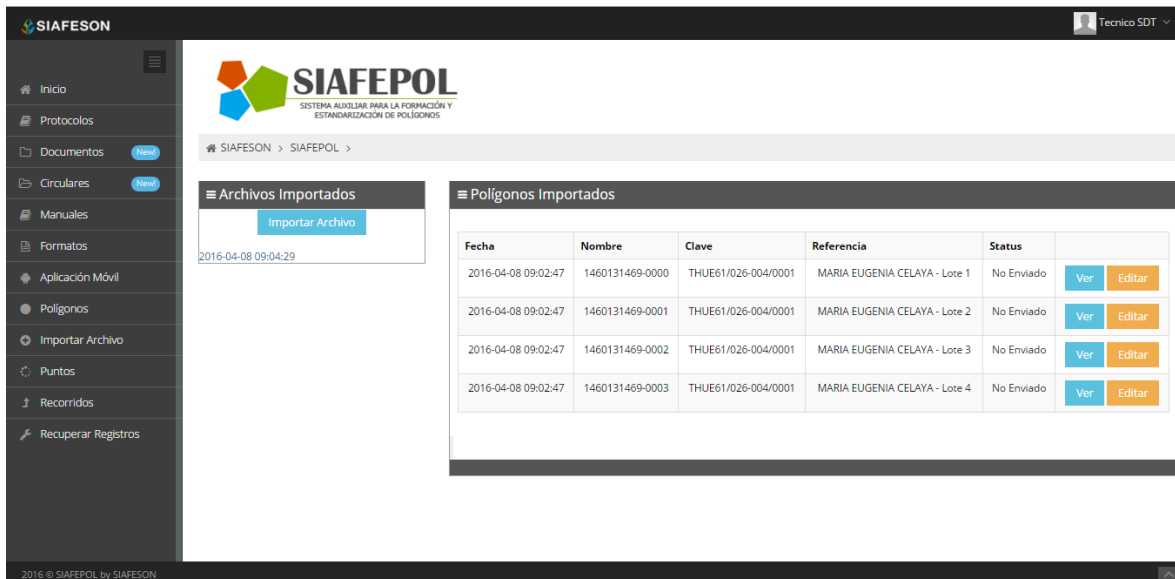 SIAFESON
Tecnico SDT
Inicio
Protocolos
Documentos New!
Circulares New!
Manuales
Formatos
Aplicación Móvil
Polígonos
Importar Archivo
Puntos
Recorridos
Recuperar Registros
SIAFEPOL
SISTEMA AUXILIAR PARA LA FORMACIÓN Y
ESTANDARIZACIÓN DE POLÍGONOS
SIAFESON > SIAFEPOL >
Archivos Importados
Importar Archivo
2016-04-08 09:04:29
Polígonos Importados
Fecha Nombre Clave Referencia Status
2016-04-08 09:02:47 1460131469-0000 THUE61/026-004/0001 MARIA EUGENIA CELAYA - Lote 1 No Enviado Ver Editar
2016-04-08 09:02:47 1460131469-0001 THUE61/026-004/0001 MARIA EUGENIA CELAYA - Lote 2 No Enviado Ver Editar
2016-04-08 09:02:47 1460131469-0002 THUE61/026-004/0001 MARIA EUGENIA CELAYA - Lote 3 No Enviado Ver Editar
2016-04-08 09:02:47 1460131469-0003 THUE61/026-004/0001 MARIA EUGENIA CELAYA - Lote 4 No Enviado Ver Editar
2016 © SIAFEPOL by SIAFESON